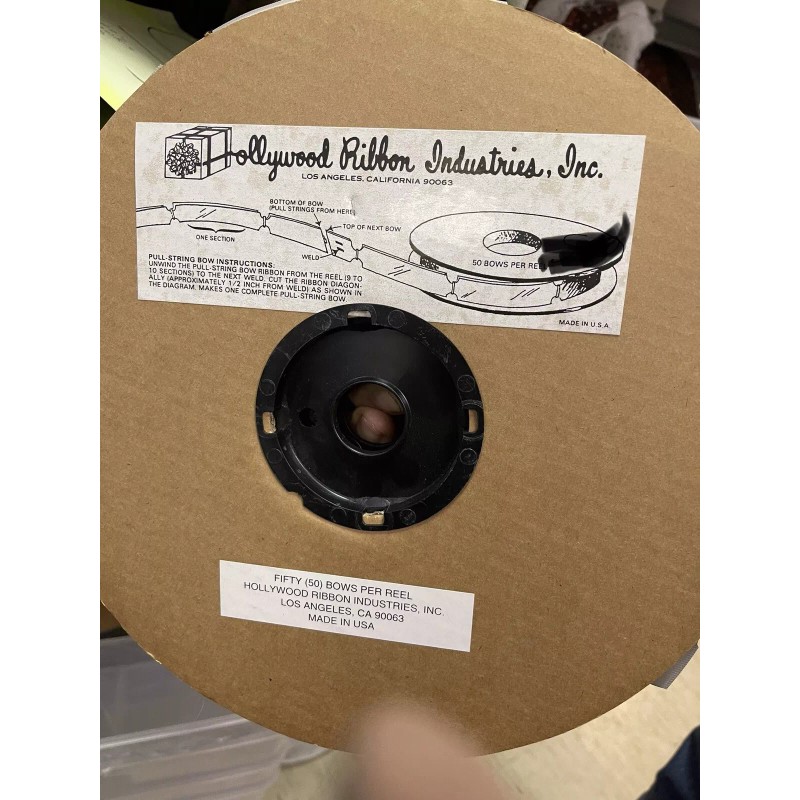 Hollywood Ribbon Industries, Inc.
LOS ANGELES, CALIFORNIA 90063
BOTTOM OF BOW
(PULL STRINGS FROM HERE)
TOP OF NEXT BOW
ONE SECTION
WELD
50 BOWS PER REEL
PULL-STRING BOW INSTRUCTIONS:
UNWIND THE PULL-STRING BOW RIBBON FROM THE REEL (9 TO
10 SECTIONS) TO THE NEXT WELD. CUT THE RIBBON DIAGON-
ALLY (APPROXIMATELY 1/2 INCH FROM WELD) AS SHOWN IN
THE DIAGRAM. MAKES ONE COMPLETE PULL-STRING BOW.
MADE IN U.S.A.
FIFTY (50) BOWS PER REEL
HOLLYWOOD RIBBON INDUSTRIES, INC.
LOS ANGELES, CA 90063
MADE IN USA